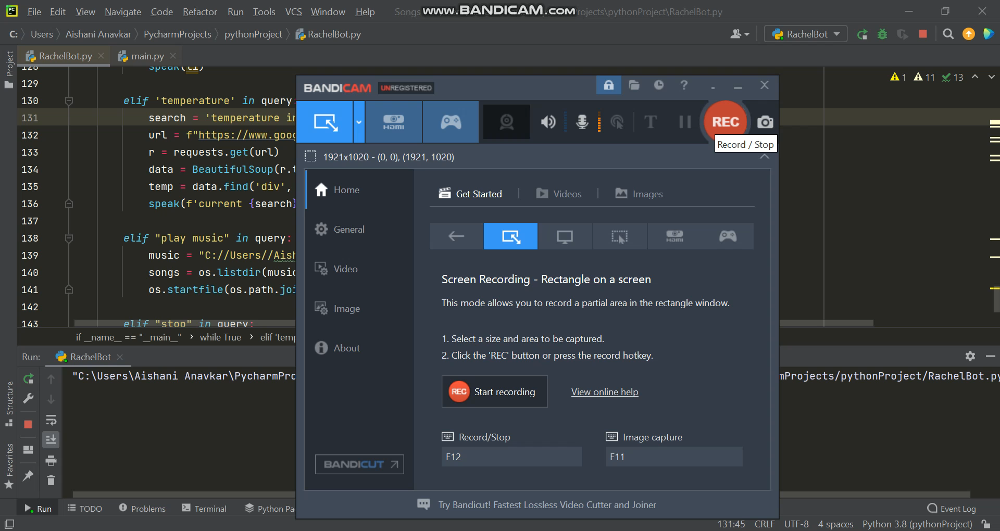 File Edit View Navigate Code Refactor Run Tools VCS Window Help Songs www.BANDICAM.com rojects\pythonProject\RachelBot.py
C: Users Aishani Anavkar PycharmProjects pythonProject RachelBot.py RachelBot
RachelBot.py main.py
Project
128 speak(ti)
129
130 elif 'temperature' in query:
131 search = 'temperature in
132 url = f"https://www.goog
133 r = requests.get(url)
134 data = BeautifulSoup(r.t
135 temp = data.find('div',
136 speak(f'current {search}
137
138 elif "play music" in query:
139 music = "C://Users//Aish
140 songs = os.listdir(music
141 os.startfile(os.path.joi
142
143 elif "stop" in query:
1 11 13
if __name__ == "__main__" › while True › elif 'temp
BANDICAM UNREGISTERED
HDMI T REC
Record / Stop
1921x1020 - (0, 0), (1921, 1020)
Home
General
Video
Image
About
BANDICUT
Get Started Videos Images
HDMI
Screen Recording - Rectangle on a screen
This mode allows you to record a partial area in the rectangle window.
1. Select a size and area to be captured.
2. Click the 'REC' button or press the record hotkey.
REC Start recording View online help
Record/Stop Image capture
F12 F11
Try Bandicut! Fastest Lossless Video Cutter and Joiner
Run: RachelBot
"C:\Users\Aishani Anavkar\PycharmPro mProjects/pythonProject/RachelBot.py
Structure
Favorites
Run TODO Problems Terminal Python Pa Event Log
131:45 CRLF UTF-8 4 spaces Python 3.8 (pythonProject)